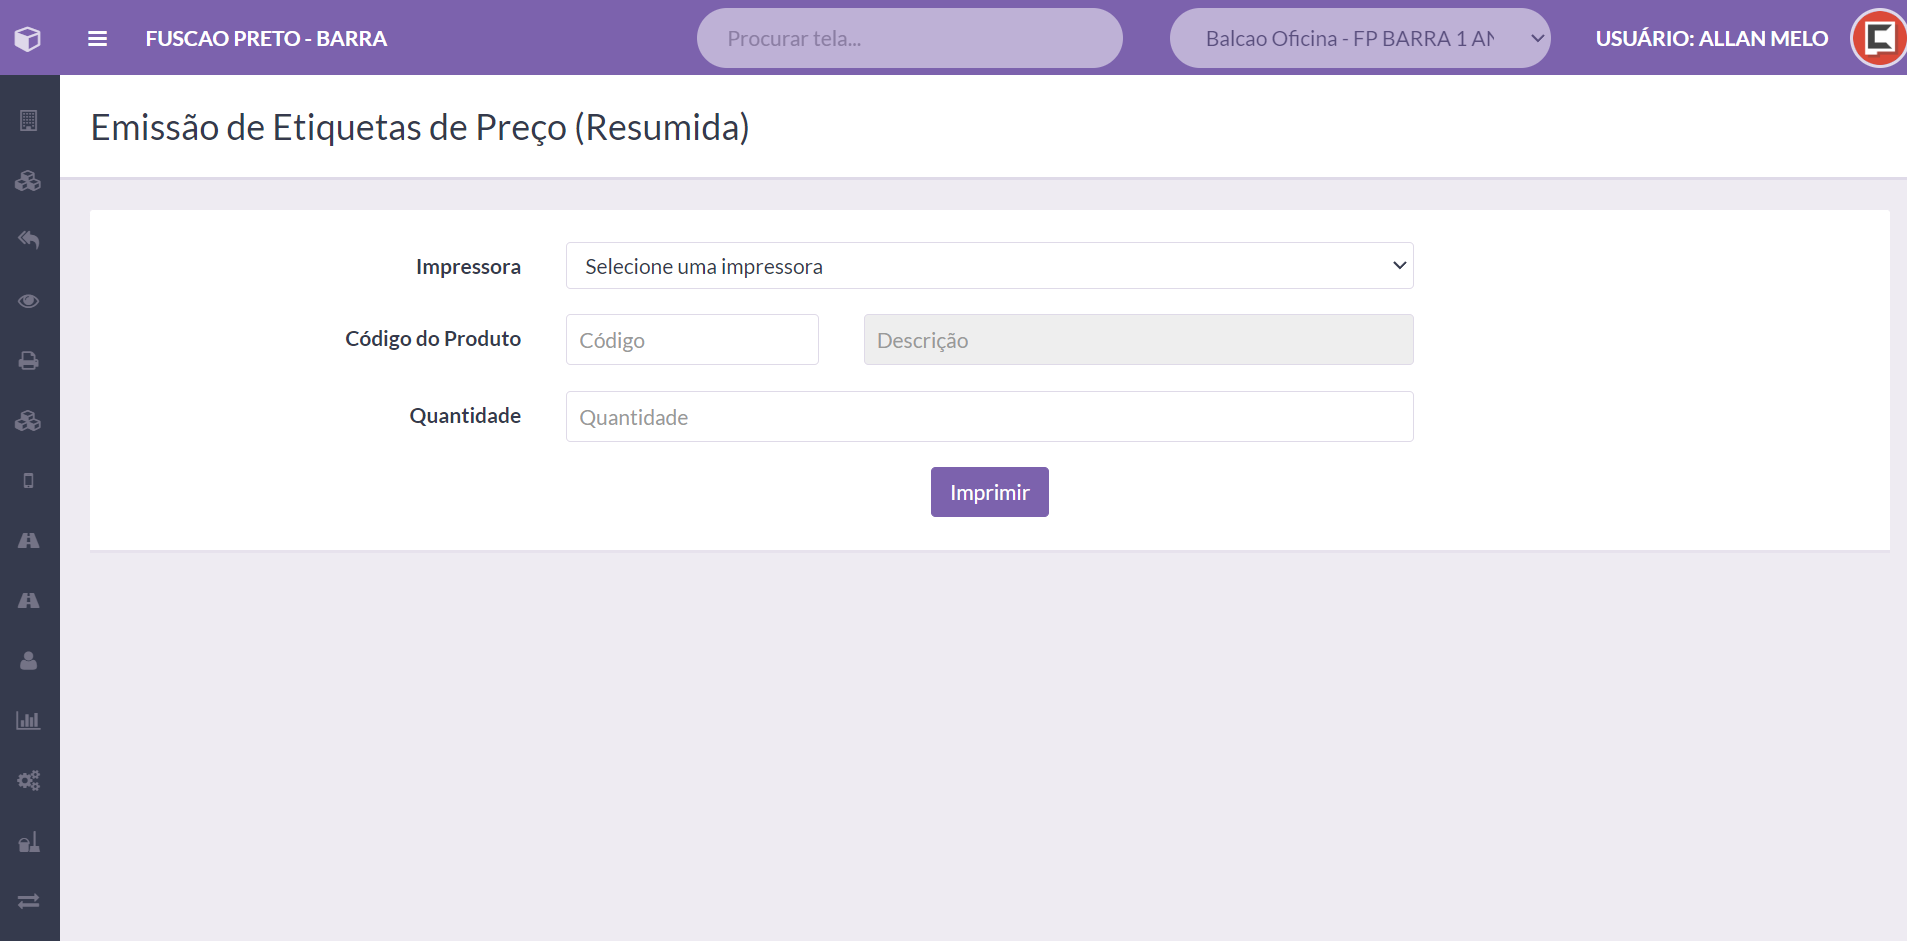 FUSCAO PRETO - BARRA
Procurar tela...
Balcao Oficina - FP BARRA 1 AN
USUÁRIO: ALLAN MELO
Emissão de Etiquetas de Preço (Resumida)
Impressora
Selecione uma impressora
Código do Produto
Código
Descrição
Quantidade
Quantidade
Imprimir